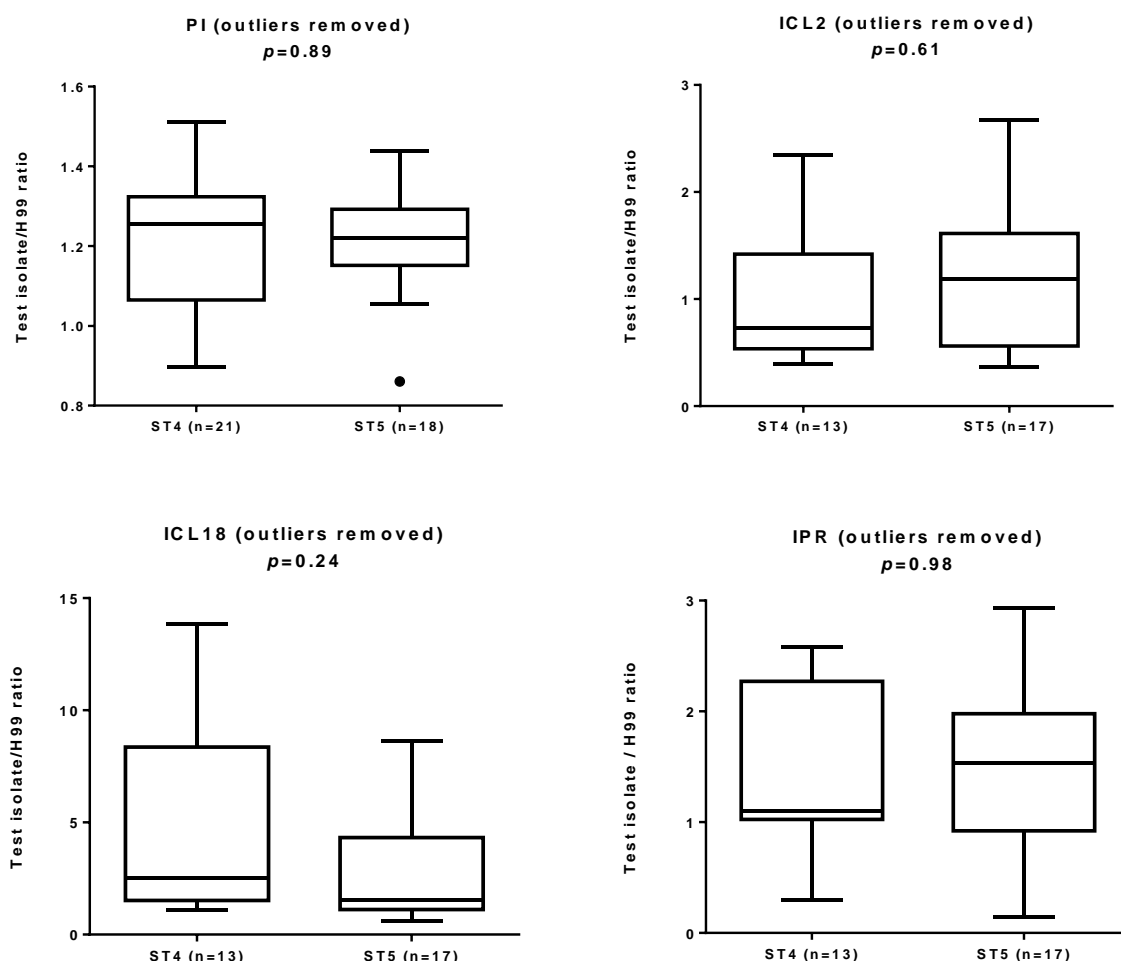 PI (outliers removed)
p=0.89
Test isolate/H99 ratio
1.6
1.4
1.2
1.0
0.8
ST4 (n=21)
ST5 (n=18)
ICL2 (outliers removed)
p=0.61
Test isolate/H99 ratio
3
2
1
0
ST4 (n=13)
ST5 (n=17)
ICL18 (outliers removed)
p=0.24
Test isolate/H99 ratio
15
10
5
0
ST4 (n=13)
ST5 (n=17)
IPR (outliers removed)
p=0.98
Test isolate / H99 ratio
3
2
1
0
ST4 (n=13)
ST5 (n=17)